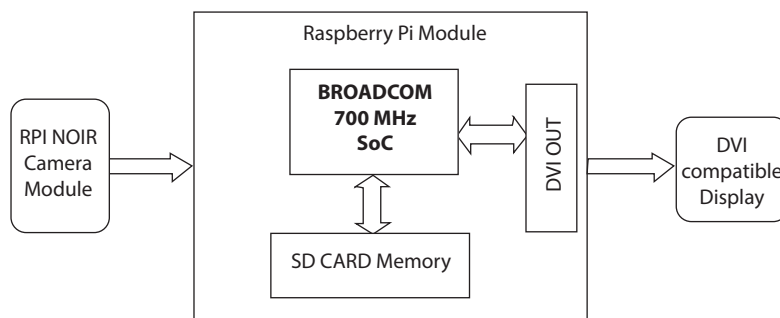 Raspberry Pi Module
RPI NOIR
Camera
Module
BROADCOM
700 MHz
SoC
DVI OUT
DVI
compatible
Display
SD CARD Memory